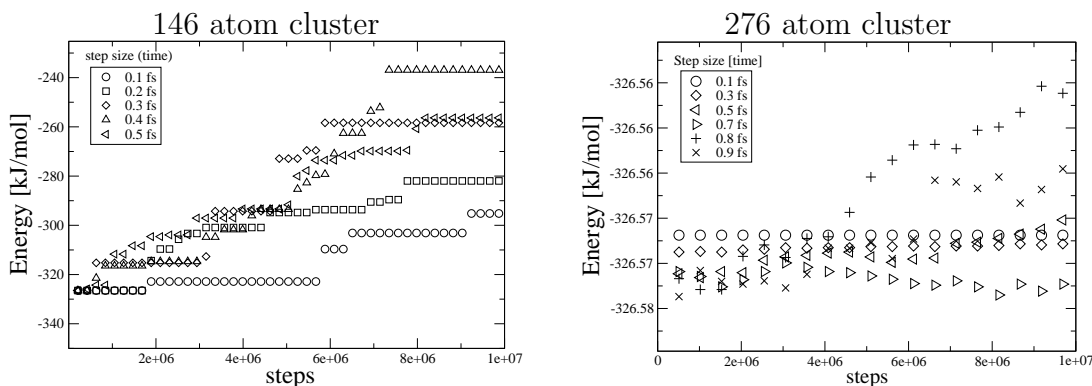 146 atom cluster
step size (time)
0.1 fs
0.2 fs
0.3 fs
0.4 fs
0.5 fs
Energy [kJ/mol]
-240
-260
-280
-300
-320
-340
2e+06
4e+06
6e+06
8e+06
1e+07
steps
276 atom cluster
Step size [time]
0.1 fs
0.3 fs
0.5 fs
0.7 fs
0.8 fs
0.9 fs
Energy [kJ/mol]
-326.56
-326.56
-326.56
-326.57
-326.57
-326.58
0
2e+06
4e+06
6e+06
8e+06
1e+07
steps